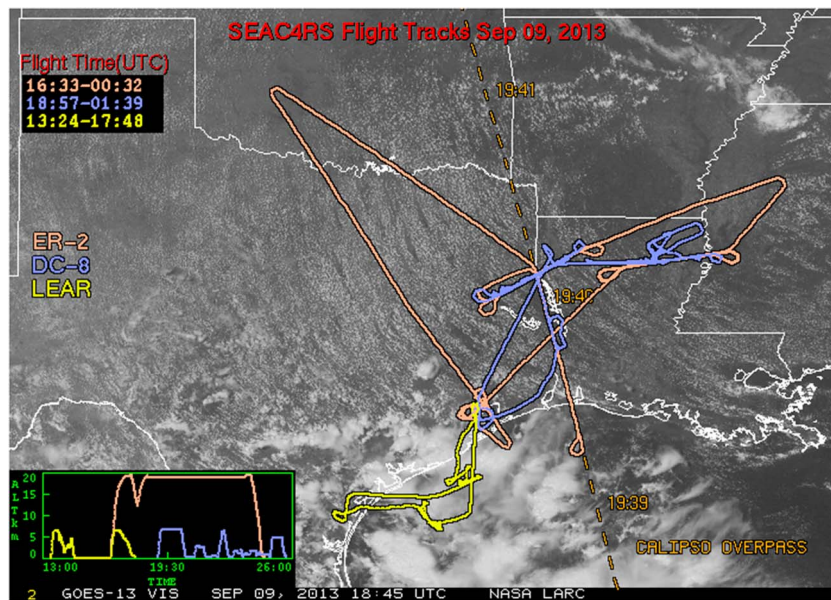 SEAC4RS Flight Tracks Sep 09, 2013
Flight Time(UTC)
16:33-00:32
18:57-01:39
13:24-17:48
19:41
ER-2
DC-8
LEAR
19:40
19:39
CALIPSO OVERPASS
ALTkm
20
15
10
5
0
13:00 19:30 26:00
TIME
2 GOES-13 VIS SEP 09, 2013 18:45 UTC NASA LARC